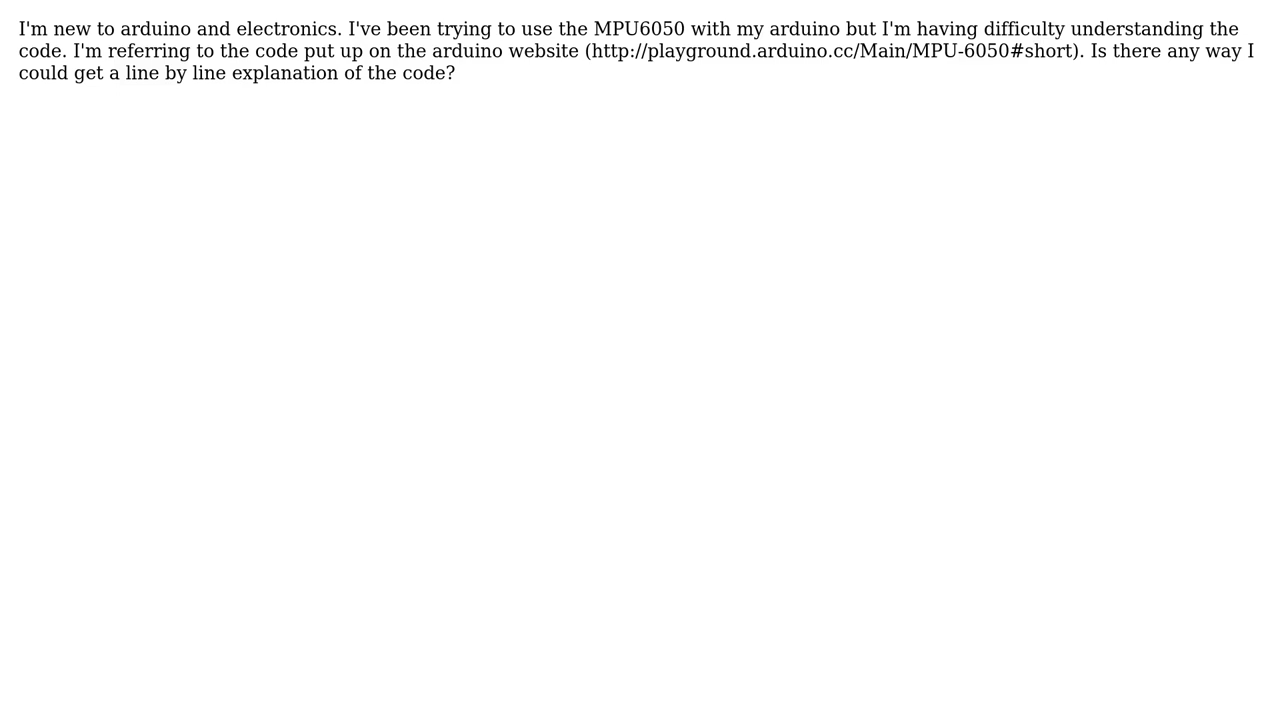 I'm new to arduino and electronics. I've been trying to use the MPU6050 with my arduino but I'm having difficulty understanding the
code. I'm referring to the code put up on the arduino website (http://playground.arduino.cc/Main/MPU-6050#short). Is there any way I
could get a line by line explanation of the code?